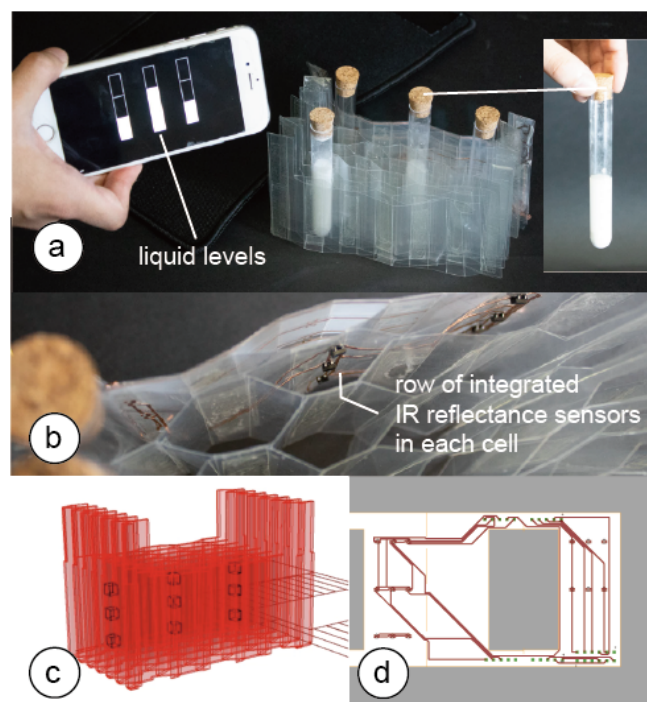 a
liquid levels
b
row of integrated
IR reflectance sensors
in each cell
c
d